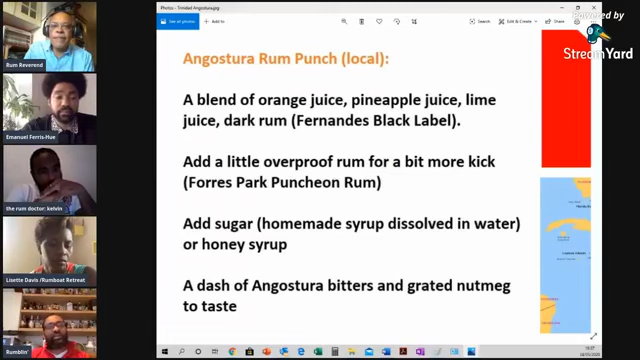 Photos - Trinidad Angostura.jpg
Powered by
StreamYard
See all photos
Add to
Search
Edit & Create
Share
Angostura Rum Punch (local):
A blend of orange juice, pineapple juice, lime
juice, dark rum (Fernandes Black Label).
Add a little overproof rum for a bit more kick
(Forres Park Puncheon Rum)
Add sugar (homemade syrup dissolved in water)
or honey syrup
A dash of Angostura bitters and grated nutmeg
to taste
Rum Reverend
Emanuel Ferris-Hue
the rum doctor: kelvin
Lisette Davis /Rumboat Retreat
Rumblin'